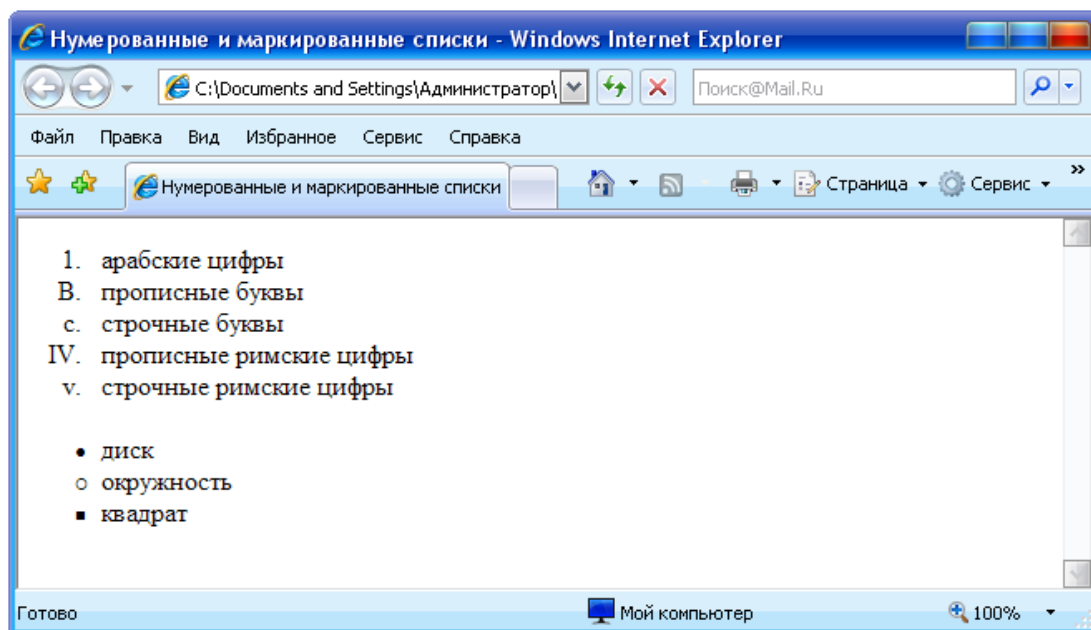 Нумерованные и маркированные списки - Windows Internet Explorer
C:\Documents and Settings\Администратор\ Поиск@Mail.Ru
Файл Правка Вид Избранное Сервис Справка
Нумерованные и маркированные списки Страница Сервис »
1. арабские цифры
B. прописные буквы
c. строчные буквы
IV. прописные римские цифры
v. строчные римские цифры
• диск
○ окружность
▪ квадрат
Готово Мой компьютер 100%